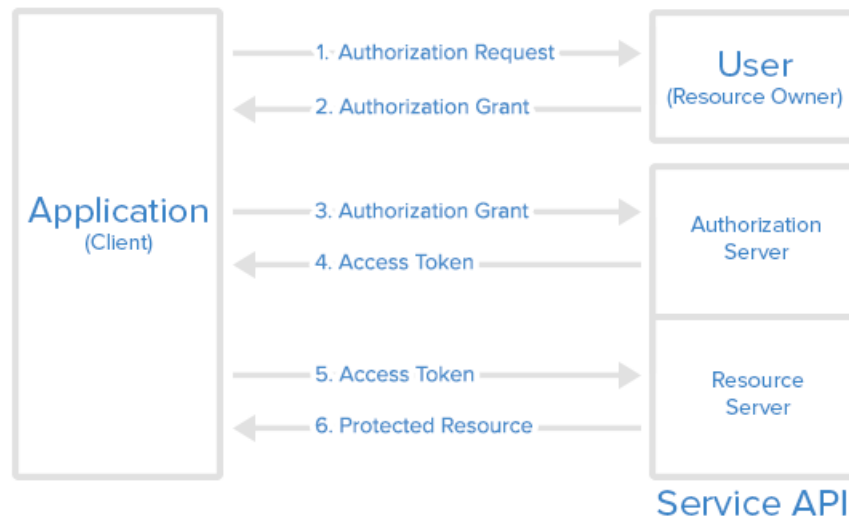 1. Authorization Request
User
(Resource Owner)
2. Authorization Grant
Application
(Client)
3. Authorization Grant
Authorization
Server
4. Access Token
5. Access Token
Resource
Server
6. Protected Resource
Service API